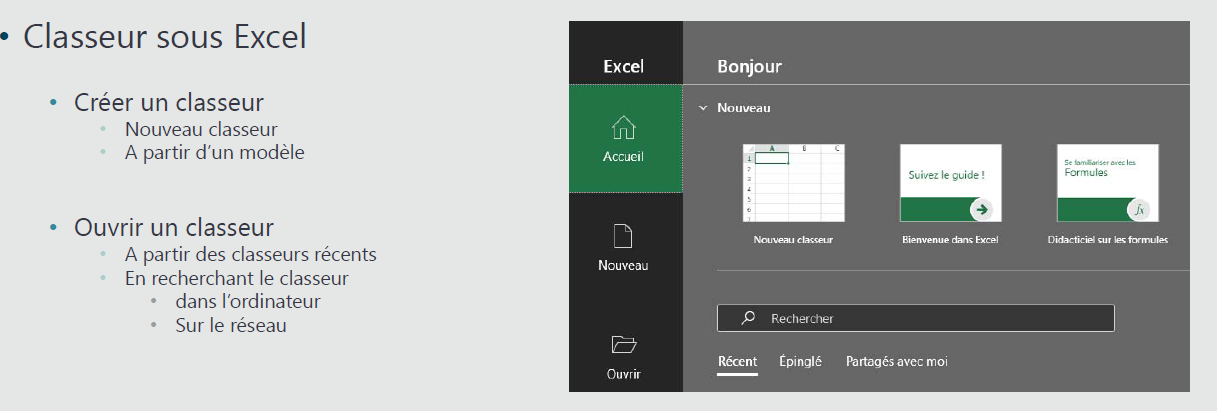 • Classeur sous Excel
• Créer un classeur
• Nouveau classeur
• A partir d'un modèle
• Ouvrir un classeur
• A partir des classeurs récents
• En recherchant le classeur
• dans l'ordinateur
• Sur le réseau
Excel
Accueil
Nouveau
Ouvrir
Bonjour
Nouveau
A B C
1
2
3
4
5
6
7
Nouveau classeur
Suivez le guide !
Bienvenue dans Excel
Se familiariser avec les
Formules
fx
Didacticiel sur les formules
Rechercher
Récent Épinglé Partagés avec moi